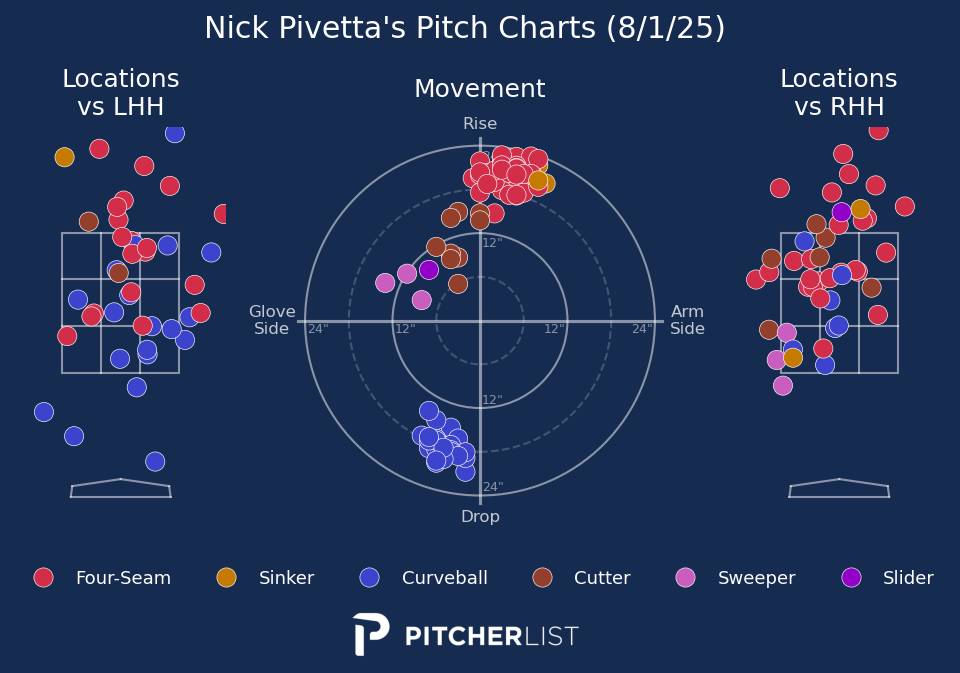 Nick Pivetta's Pitch Charts (8/1/25)
Locations
vs LHH
Movement
Locations
vs RHH
Rise
12"
Glove
Side
24"
12"
12"
24"
Arm
Side
12"
24"
Drop
Four-Seam
Sinker
Curveball
Cutter
Sweeper
Slider
PITCHERLIST